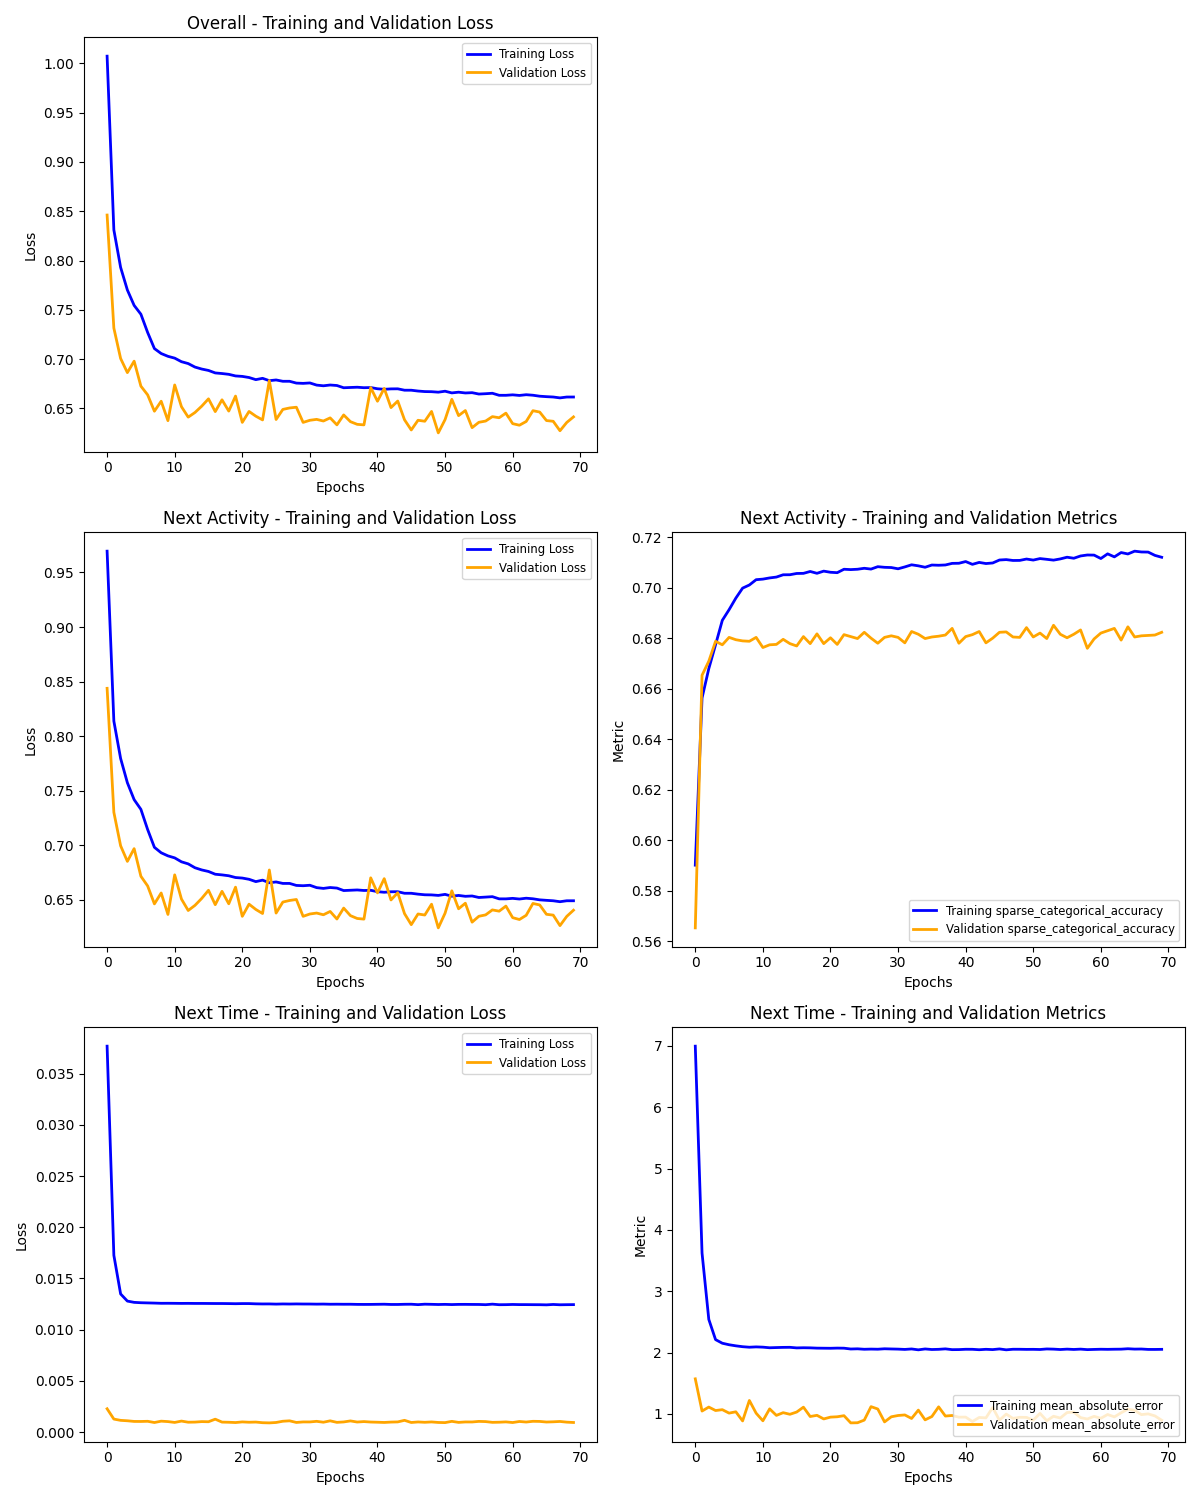 Overall - Training and Validation Loss
Training Loss
Validation Loss
1.00
0.95
0.90
0.85
0.80
0.75
0.70
0.65
Loss
0 10 20 30 40 50 60 70
Epochs
Next Activity - Training and Validation Loss
Training Loss
Validation Loss
0.95
0.90
0.85
0.80
0.75
0.70
0.65
Loss
0 10 20 30 40 50 60 70
Epochs
Next Activity - Training and Validation Metrics
0.72
0.70
0.68
0.66
0.64
0.62
0.60
0.58
0.56
Metric
Training sparse_categorical_accuracy
Validation sparse_categorical_accuracy
0 10 20 30 40 50 60 70
Epochs
Next Time - Training and Validation Loss
Training Loss
Validation Loss
0.035
0.030
0.025
0.020
0.015
0.010
0.005
0.000
Loss
0 10 20 30 40 50 60 70
Epochs
Next Time - Training and Validation Metrics
7
6
5
4
3
2
1
Metric
Training mean_absolute_error
Validation mean_absolute_error
0 10 20 30 40 50 60 70
Epochs